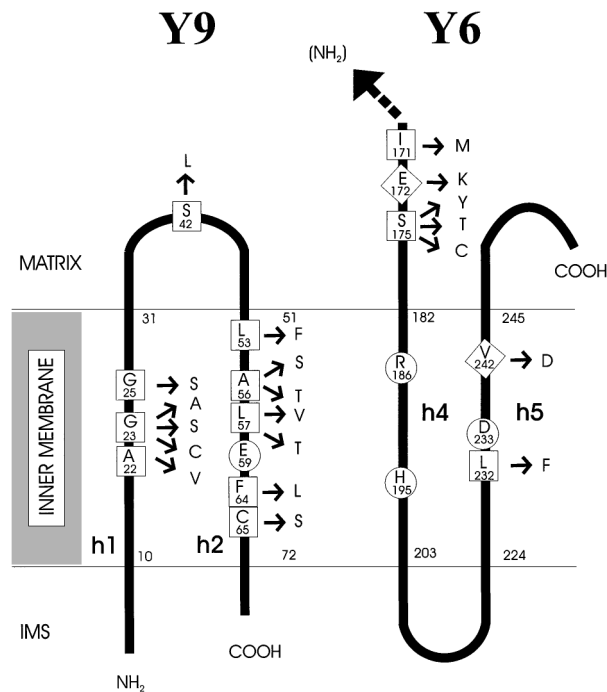 Y9 Y6
(NH2)
I 171 M
E 172 K
L
S 42
S 175 Y T C
MATRIX
COOH
31 51 182 245
L 53 F
V 242 D
R 186
S
G 25 S
A 56
A
T
h4 h5
G 23 S
L 57 V
D 233
C
E 59
T
A 22 V
L 232 F
H 195
F 64 L
C 65 S
INNER MEMBRANE
h1 h2
10 72 203 224
IMS
COOH
NH2